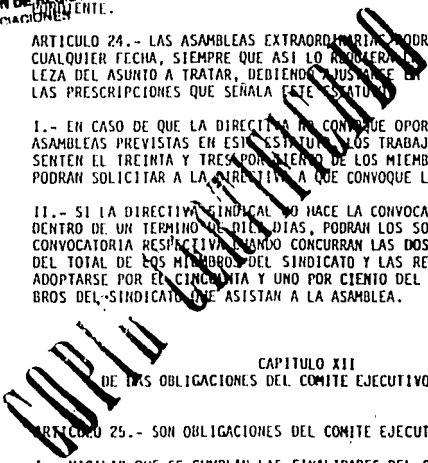 CIACIONES
ARTICULO 24.- LAS ASAMBLEAS EXTRAORDINARIAS PODR
CUALQUIER FECHA, SIEMPRE QUE ASI LO REQUIERA LA
LEZA DEL ASUNTO A TRATAR, DEBIENDO AJUSTARSE EN
LAS PRESCRIPCIONES QUE SEÑALA ESTE ESTATUTO.
I.- EN CASO DE QUE LA DIRECTIVA NO CONVOQUE OPOR
ASAMBLEAS PREVISTAS EN ESTE ESTATUTO, LOS TRABAJ
SENTEN EL TREINTA Y TRES POR CIENTO DE LOS MIEMB
PODRAN SOLICITAR A LA DIRECTIVA A QUE CONVOQUE L
II.- SI LA DIRECTIVA SINDICAL NO HACE LA CONVOCA
DENTRO DE UN TERMINO DE DIEZ DIAS, PODRAN LOS SO
CONVOCATORIA RESPECTIVA CUANDO CONCURRAN LAS DOS
DEL TOTAL DE LOS MIEMBROS DEL SINDICATO Y LAS RE
ADOPTARSE POR EL CINCUENTA Y UNO POR CIENTO DEL
BROS DEL SINDICATO QUE ASISTAN A LA ASAMBLEA.
CAPITULO XII
DE LAS OBLIGACIONES DEL COMITE EJECUTIVO
ARTICULO 25.- SON OBLIGACIONES DEL COMITE EJECUT
COPIA CERTIFICADA